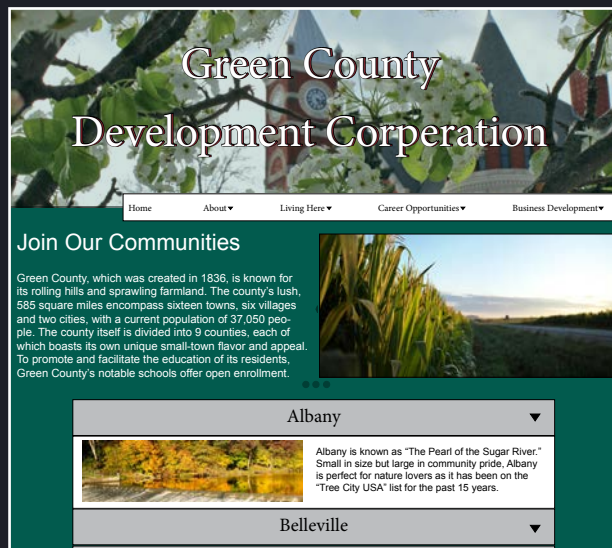 Green County
Development Corperation
Home About▾ Living Here▾ Career Opportunities▾ Business Development▾
Join Our Communities
Green County, which was created in 1836, is known for
its rolling hills and sprawling farmland. The county's lush,
585 square miles encompass sixteen towns, six villages
and two cities, with a current population of 37,050 peo-
ple. The county itself is divided into 9 counties, each of
which boasts its own unique small-town flavor and appeal.
To promote and facilitate the education of its residents,
Green County's notable schools offer open enrollment.
Albany
Albany is known as “The Pearl of the Sugar River.”
Small in size but large in community pride, Albany
is perfect for nature lovers as it has been on the
“Tree City USA” list for the past 15 years.
Belleville